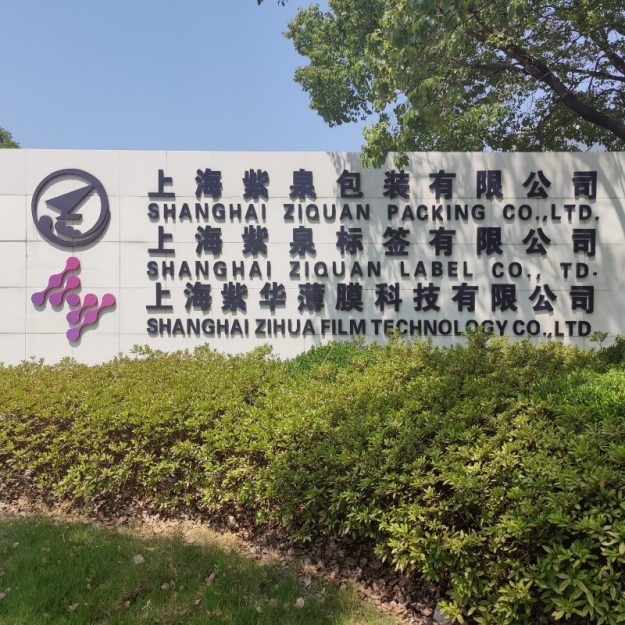 上海紫泉包装有限公司
SHANGHAI ZIQUAN PACKING CO.,LTD.
上海紫泉标签有限公司
SHANGHAI ZIQUAN LABEL CO., TD.
上海紫华薄膜科技有限公司
SHANGHAI ZIHUA FILM TECHNOLOGY CO.,LTD